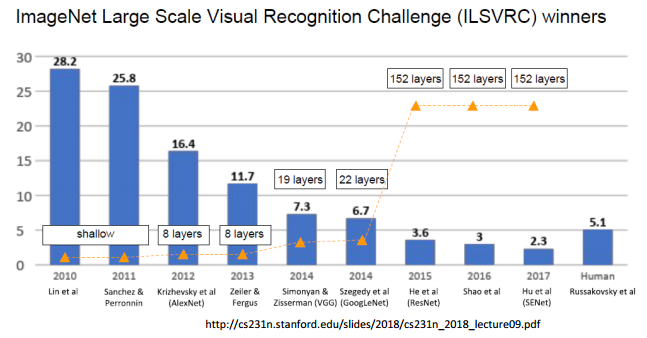 ImageNet Large Scale Visual Recognition Challenge (ILSVRC) winners
30
25
20
15
10
5
0
28.2
25.8
16.4
11.7
7.3
6.7
3.6
3
2.3
5.1
shallow
8 layers
8 layers
19 layers
22 layers
152 layers
152 layers
152 layers
2010
2011
2012
2013
2014
2014
2015
2016
2017
Human
Lin et al
Sanchez &
Perronnin
Krizhevsky et al
(AlexNet)
Zeiler &
Fergus
Simonyan &
Zisserman (VGG)
Szegedy et al
(GoogLeNet)
He et al
(ResNet)
Shao et al
Hu et al
(SENet)
Russakovsky et al
http://cs231n.stanford.edu/slides/2018/cs231n_2018_lecture09.pdf